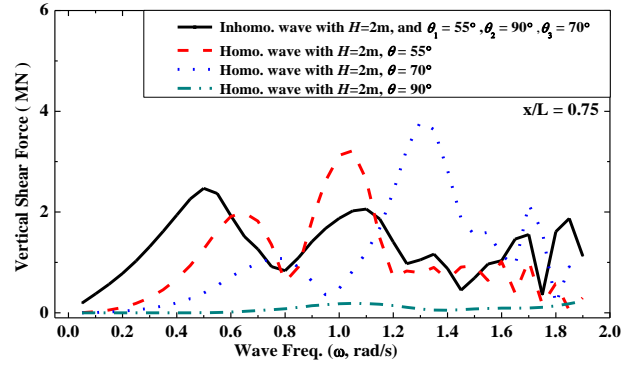 Inhomo. wave with H=2m, and θ₁ = 55°, θ₂ = 90°, θ₃ = 70°
Homo. wave with H=2m, θ = 55°
Homo. wave with H=2m, θ = 70°
Homo. wave with H=2m, θ = 90°
x/L = 0.75
Vertical Shear Force ( MN )
6
4
2
0
0.0 0.2 0.4 0.6 0.8 1.0 1.2 1.4 1.6 1.8 2.0
Wave Freq. (ω, rad/s)